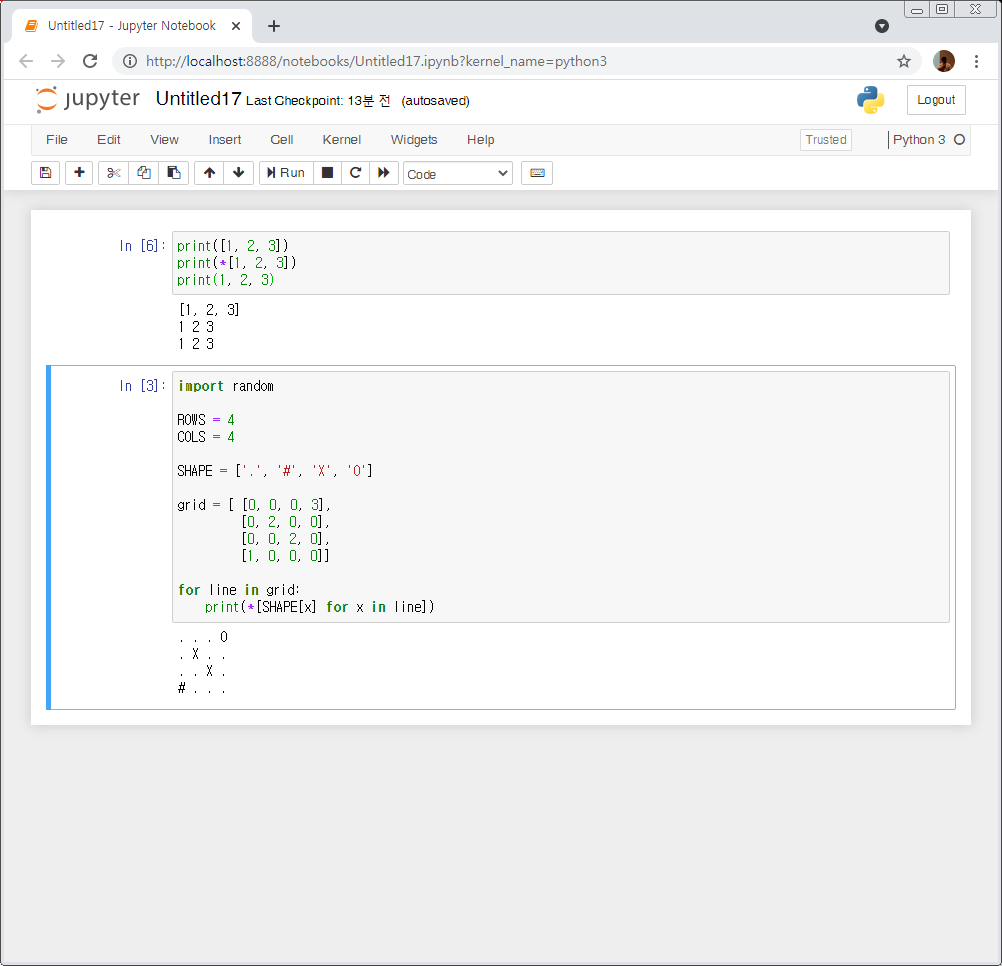 Untitled17 - Jupyter Notebook
http://localhost:8888/notebooks/Untitled17.ipynb?kernel_name=python3
jupyter Untitled17 Last Checkpoint: 13분 전 (autosaved) Logout
File Edit View Insert Cell Kernel Widgets Help Trusted Python 3
Run Code
In [6]: print([1, 2, 3])
print(*[1, 2, 3])
print(1, 2, 3)
[1, 2, 3]
1 2 3
1 2 3
In [3]: import random
ROWS = 4
COLS = 4
SHAPE = ['.', '#', 'X', 'O']
grid = [ [0, 0, 0, 3],
[0, 2, 0, 0],
[0, 0, 2, 0],
[1, 0, 0, 0]]
for line in grid:
print(*[SHAPE[x] for x in line])
. . . O
. X . .
. . X .
# . . .